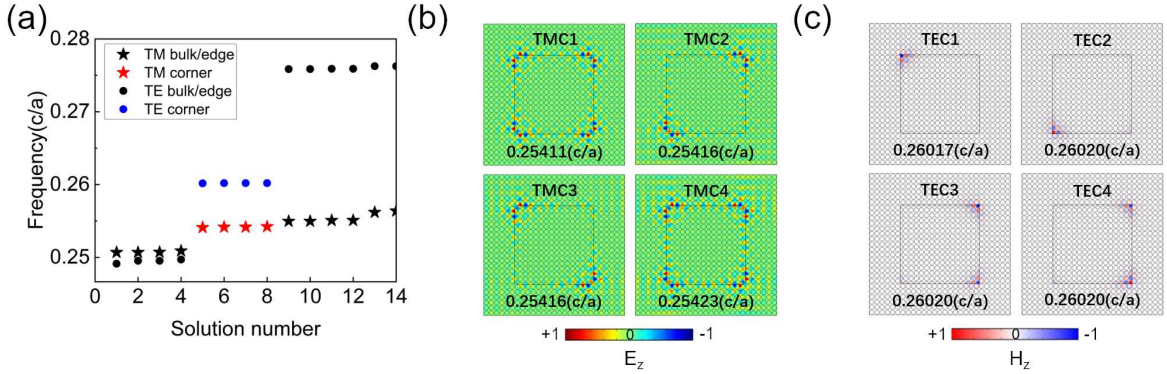 (a)
0.28
0.27
0.26
0.25
Frequency(c/a)
TM bulk/edge
TM corner
TE bulk/edge
TE corner
0 2 4 6 8 10 12 14
Solution number
(b)
TMC1
0.25411(c/a)
TMC2
0.25416(c/a)
TMC3
0.25416(c/a)
TMC4
0.25423(c/a)
+1 0 -1
Ez
(c)
TEC1
0.26017(c/a)
TEC2
0.26020(c/a)
TEC3
0.26020(c/a)
TEC4
0.26020(c/a)
+1 0 -1
Hz